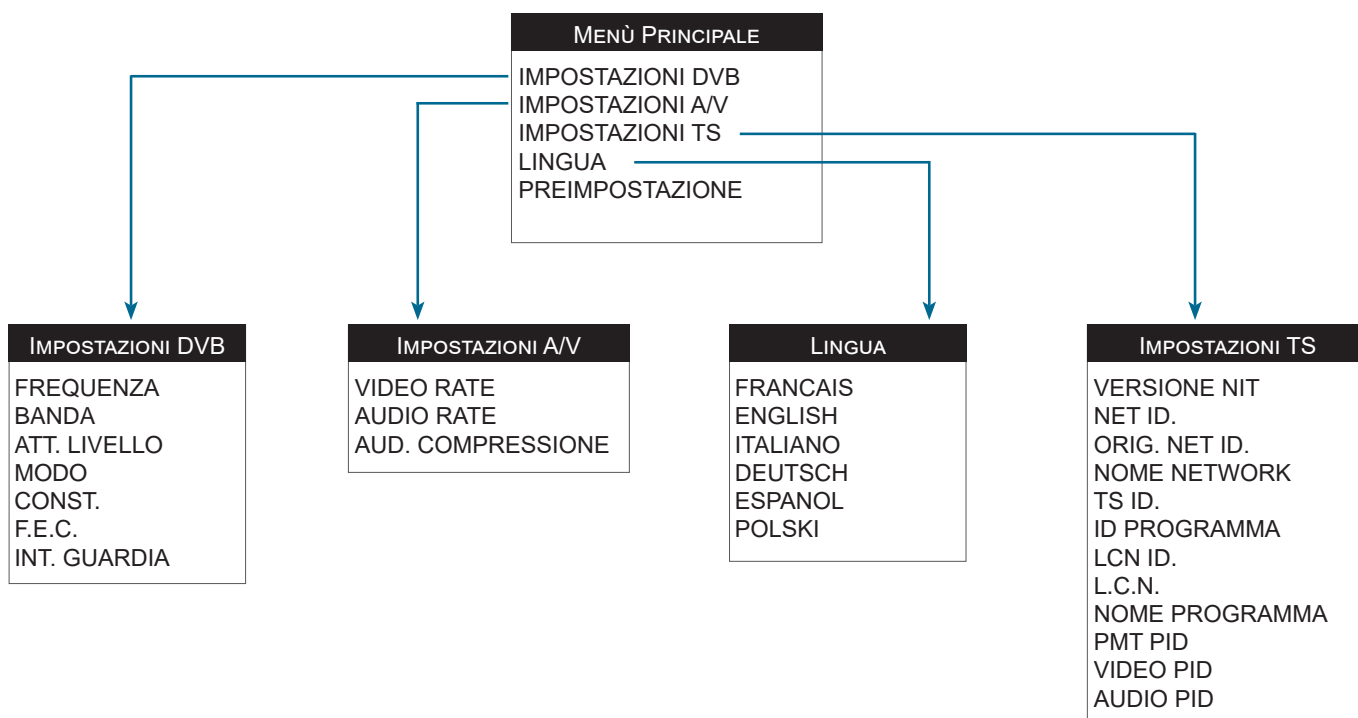 MENÙ PRINCIPALE
IMPOSTAZIONI DVB
IMPOSTAZIONI A/V
IMPOSTAZIONI TS
LINGUA
PREIMPOSTAZIONE
IMPOSTAZIONI DVB
FREQUENZA
BANDA
ATT. LIVELLO
MODO
CONST.
F.E.C.
INT. GUARDIA
IMPOSTAZIONI A/V
VIDEO RATE
AUDIO RATE
AUD. COMPRESSIONE
LINGUA
FRANCAIS
ENGLISH
ITALIANO
DEUTSCH
ESPANOL
POLSKI
IMPOSTAZIONI TS
VERSIONE NIT
NET ID.
ORIG. NET ID.
NOME NETWORK
TS ID.
ID PROGRAMMA
LCN ID.
L.C.N.
NOME PROGRAMMA
PMT PID
VIDEO PID
AUDIO PID